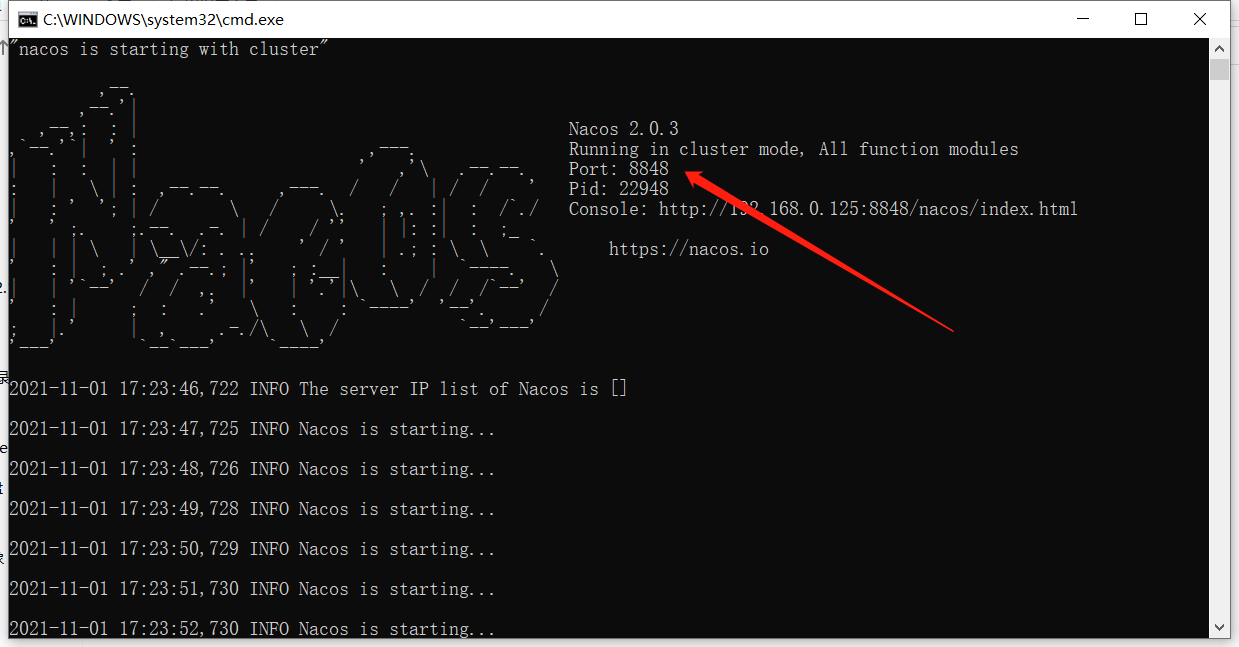 C:\WINDOWS\system32\cmd.exe
"nacos is starting with cluster"
Nacos 2.0.3
Running in cluster mode, All function modules
Port: 8848
Pid: 22948
Console: http://192.168.0.125:8848/nacos/index.html
https://nacos.io
2021-11-01 17:23:46,722 INFO The server IP list of Nacos is []
2021-11-01 17:23:47,725 INFO Nacos is starting...
2021-11-01 17:23:48,726 INFO Nacos is starting...
2021-11-01 17:23:49,728 INFO Nacos is starting...
2021-11-01 17:23:50,729 INFO Nacos is starting...
2021-11-01 17:23:51,730 INFO Nacos is starting...
2021-11-01 17:23:52,730 INFO Nacos is starting...